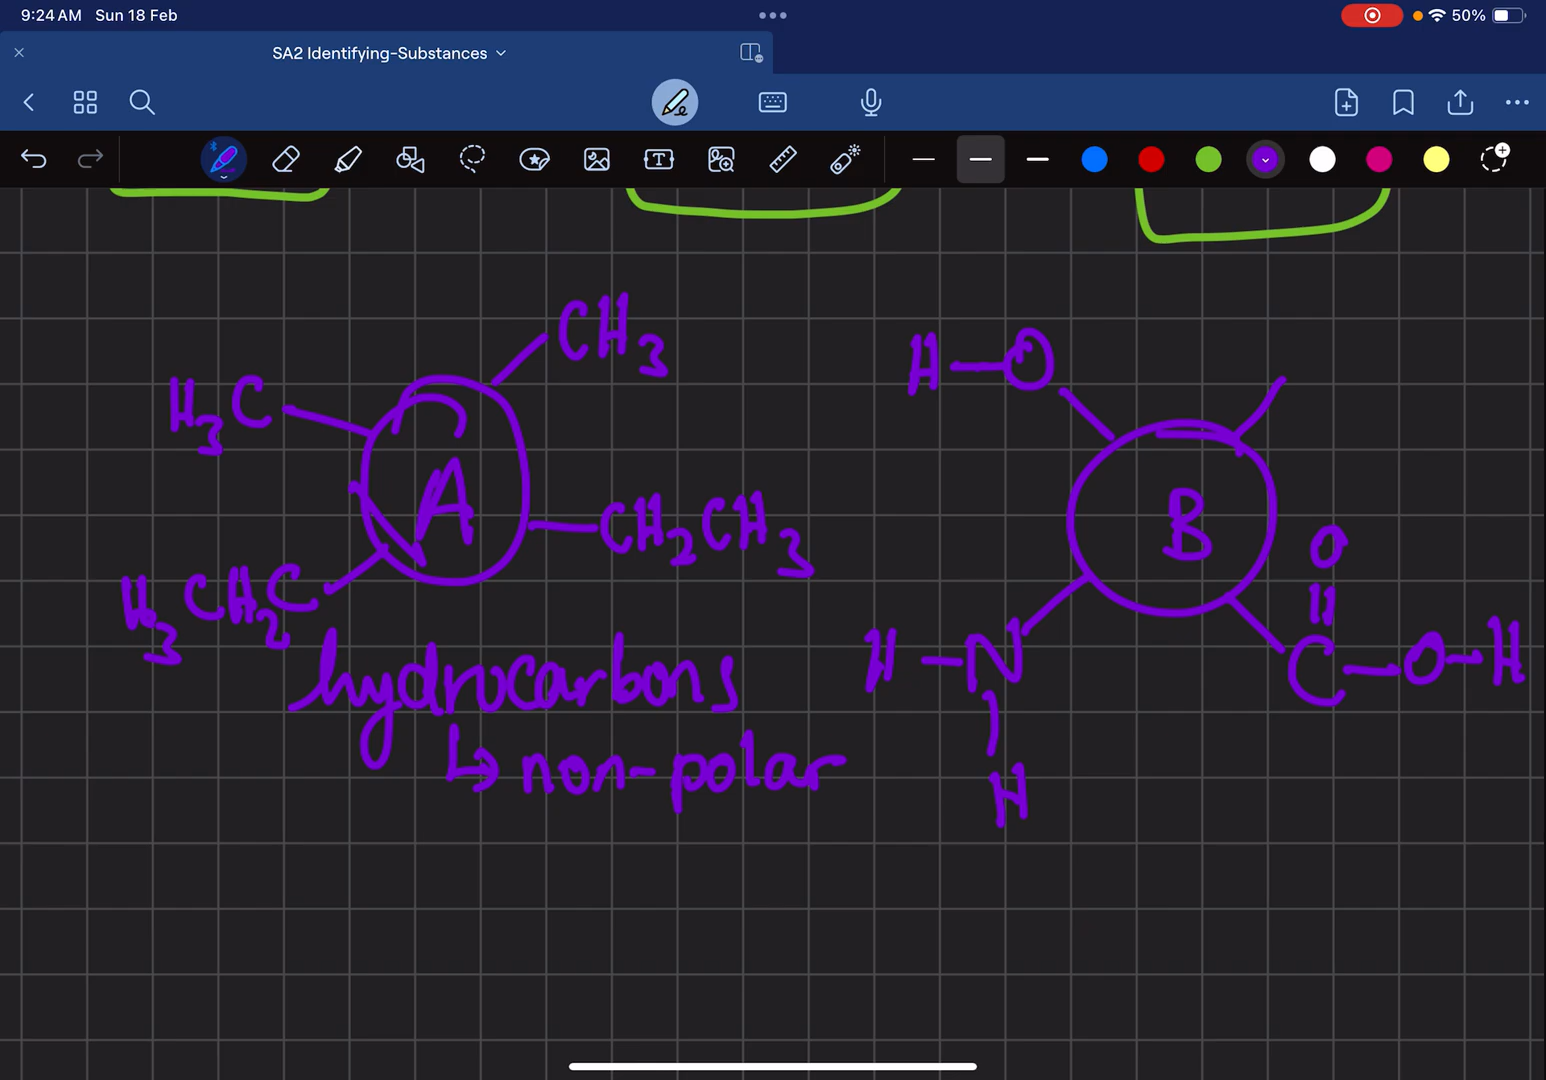 9:24 AM Sun 18 Feb
50%
SA2 Identifying-Substances
CH3
H3C
A
CH2CH3
H3CH2C
hydrocarbons
↳ non-polar
H-O
B
O
||
H-N
C-O-H
|
H